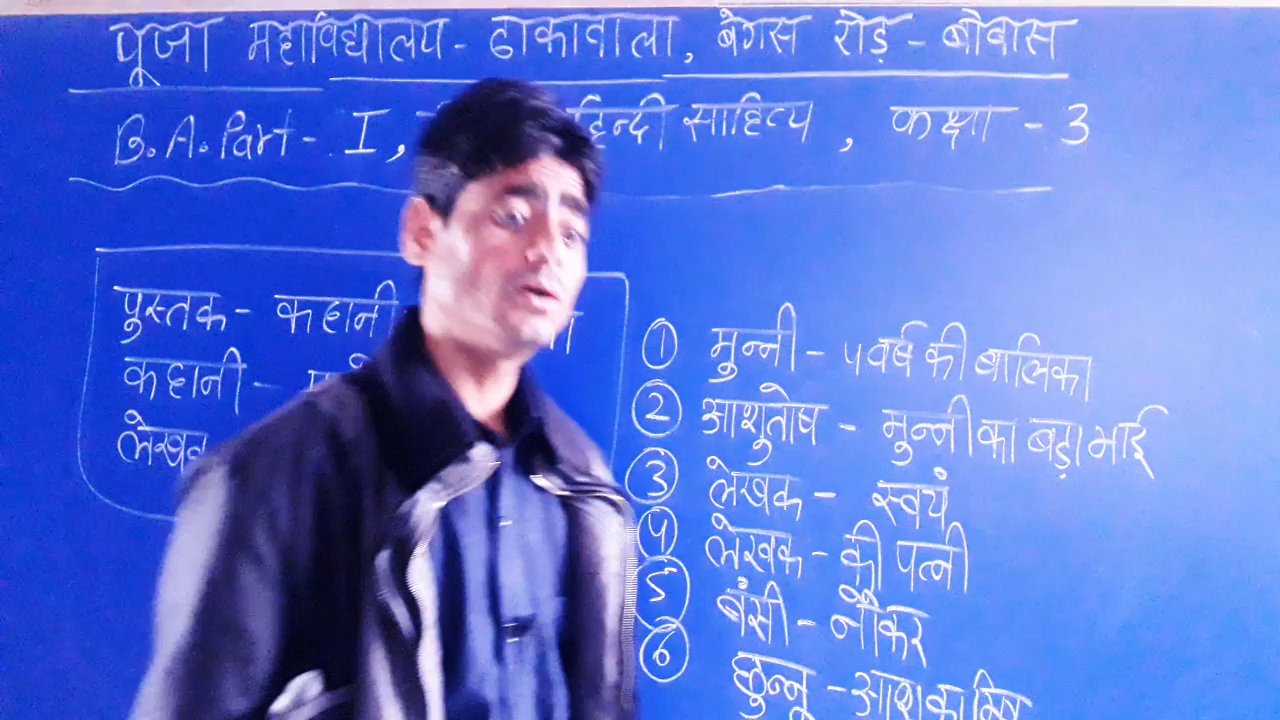 पूजा महाविद्यालय - ढाकावाला, बेगस रोड़ - बोबास
B.A. Part - I, हिन्दी साहित्य, कक्षा - 3
पुस्तक - कहानी
कहानी -
① मुन्नी - 5 वर्ष की बालिका
② आशुतोष - मुन्नी का बड़ा भाई
③ लेखक - स्वयं
④ लेखक - की पत्नी
⑤ बंसी - नौकर
⑥ छुन्नू - आशु का